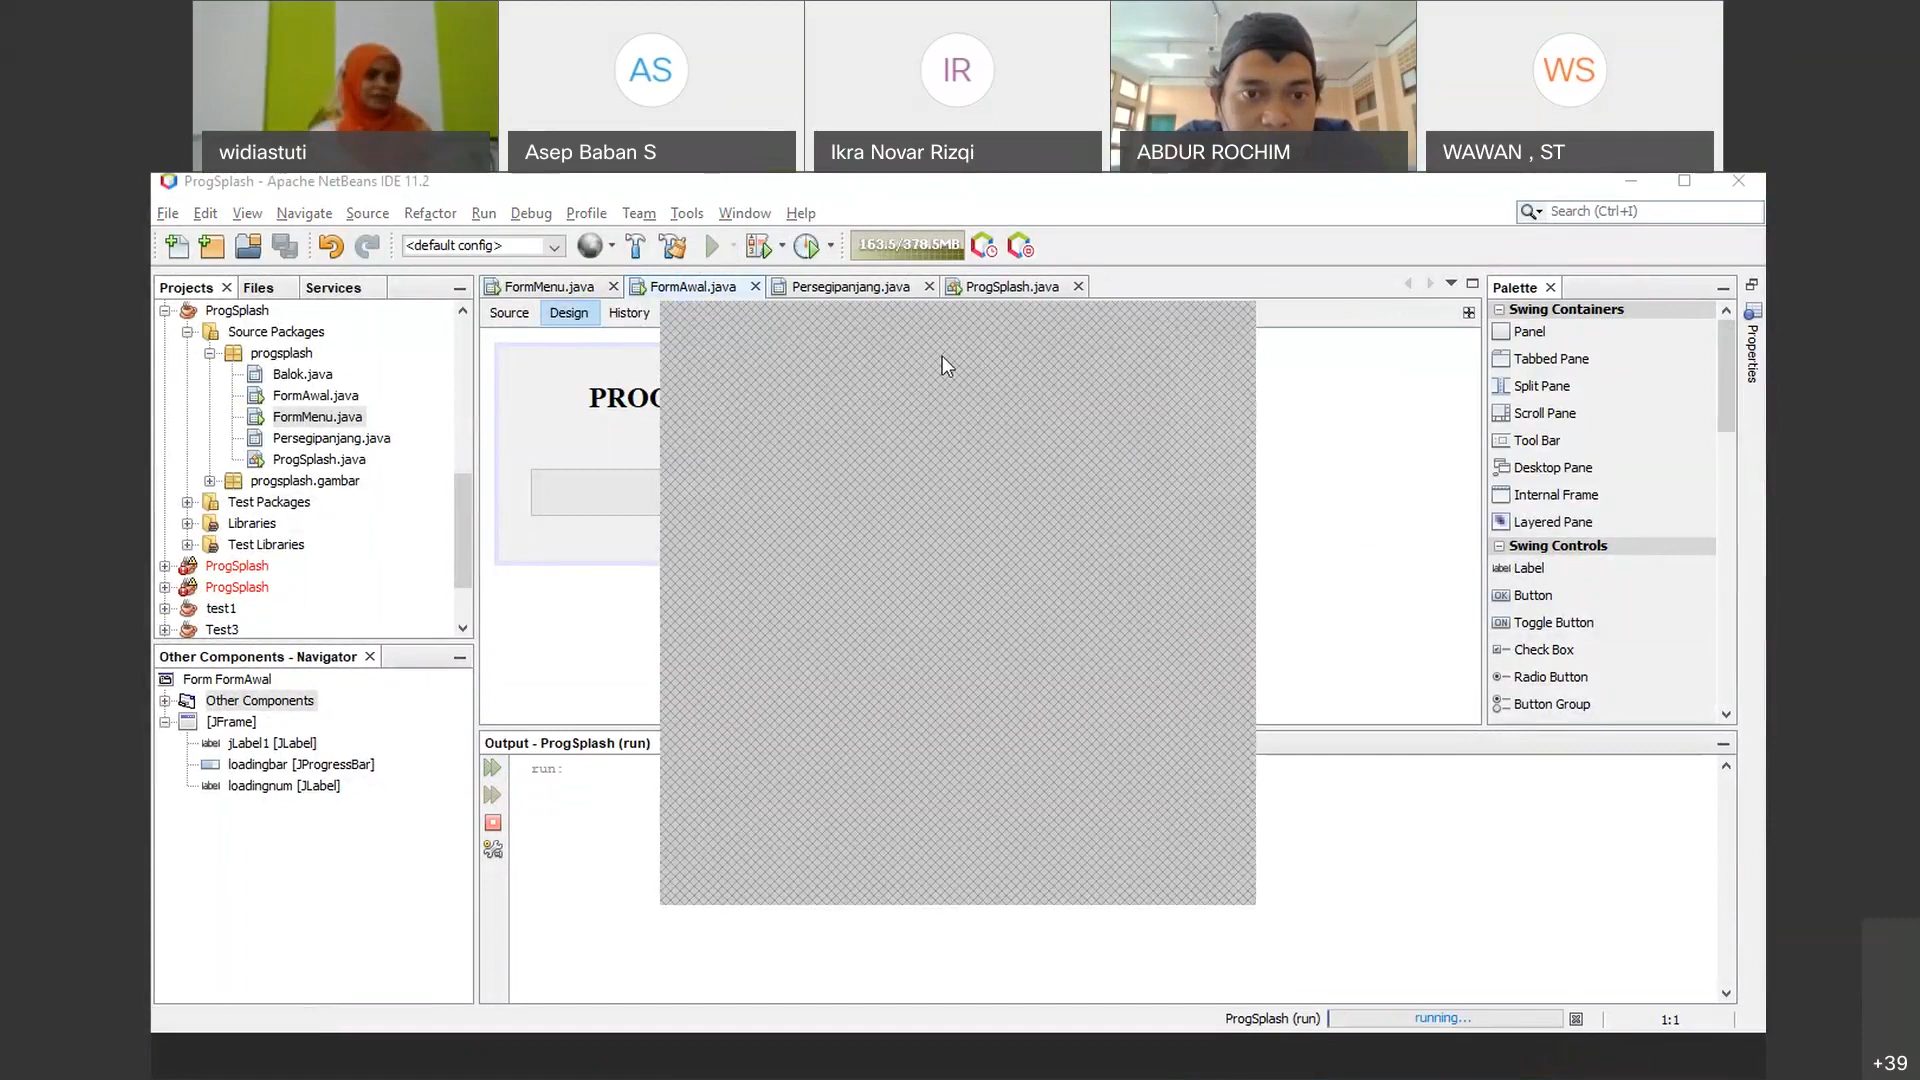 AS
IR
WS
widiastuti
Asep Baban S
Ikra Novar Rizqi
ABDUR ROCHIM
WAWAN , ST
ProgSplash - Apache NetBeans IDE 11.2
File Edit View Navigate Source Refactor Run Debug Profile Team Tools Window Help
Search (Ctrl+I)
<default config>
163.5/378.5MB
Projects Files Services
FormMenu.java FormAwal.java Persegipanjang.java ProgSplash.java
Palette
Source Design History
ProgSplash
Source Packages
progsplash
Balok.java
FormAwal.java
FormMenu.java
Persegipanjang.java
ProgSplash.java
progsplash.gambar
Test Packages
Libraries
Test Libraries
ProgSplash
ProgSplash
test1
Test3
PROG
Swing Containers
Panel
Tabbed Pane
Split Pane
Scroll Pane
Tool Bar
Desktop Pane
Internal Frame
Layered Pane
Swing Controls
label Label
OK Button
ON Toggle Button
Check Box
Radio Button
Button Group
Properties
Other Components - Navigator
Form FormAwal
Other Components
[JFrame]
label jLabel1 [JLabel]
loadingbar [JProgressBar]
label loadingnum [JLabel]
Output - ProgSplash (run)
run:
ProgSplash (run)
running...
1:1
+39